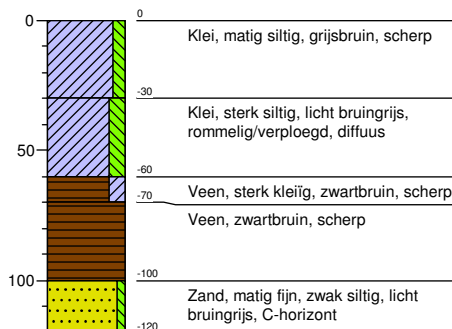 0
0
Klei, matig siltig, grijsbruin, scherp
-30
Klei, sterk siltig, licht bruingrijs,
rommelig/verploegd, diffuus
50
-60
Veen, sterk kleiïg, zwartbruin, scherp
-70
Veen, zwartbruin, scherp
-100
100
Zand, matig fijn, zwak siltig, licht
bruingrijs, C-horizont
-120